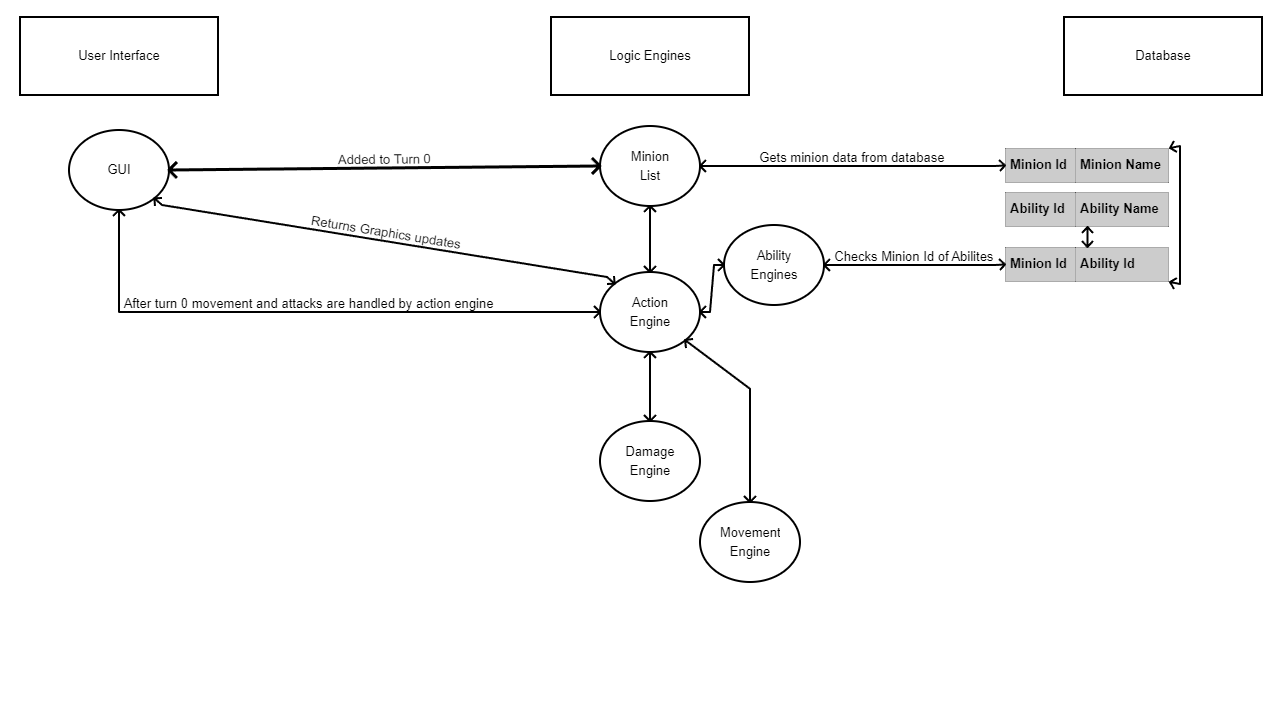 User Interface
Logic Engines
Database
GUI
Added to Turn 0
Minion
List
Gets minion data from database
Minion Id
Minion Name
Ability Id
Ability Name
Returns Graphics updates
Ability
Engines
Checks Minion Id of Abilites
Minion Id
Ability Id
After turn 0 movement and attacks are handled by action engine
Action
Engine
Damage
Engine
Movement
Engine